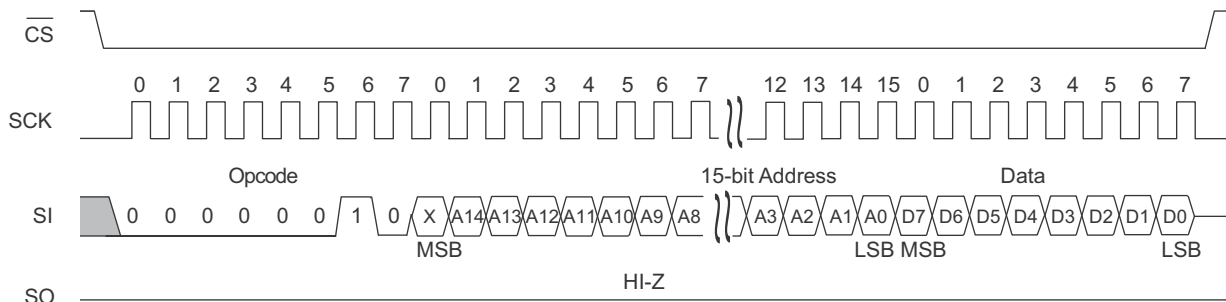 CS
0 1 2 3 4 5 6 7 0 1 2 3 4 5 6 7 12 13 14 15 0 1 2 3 4 5 6 7
SCK
Opcode 15-bit Address Data
SI 0 0 0 0 0 0 1 0 X A14 A13 A12 A11 A10 A9 A8 A3 A2 A1 A0 D7 D6 D5 D4 D3 D2 D1 D0
MSB LSB MSB LSB
HI-Z
SO